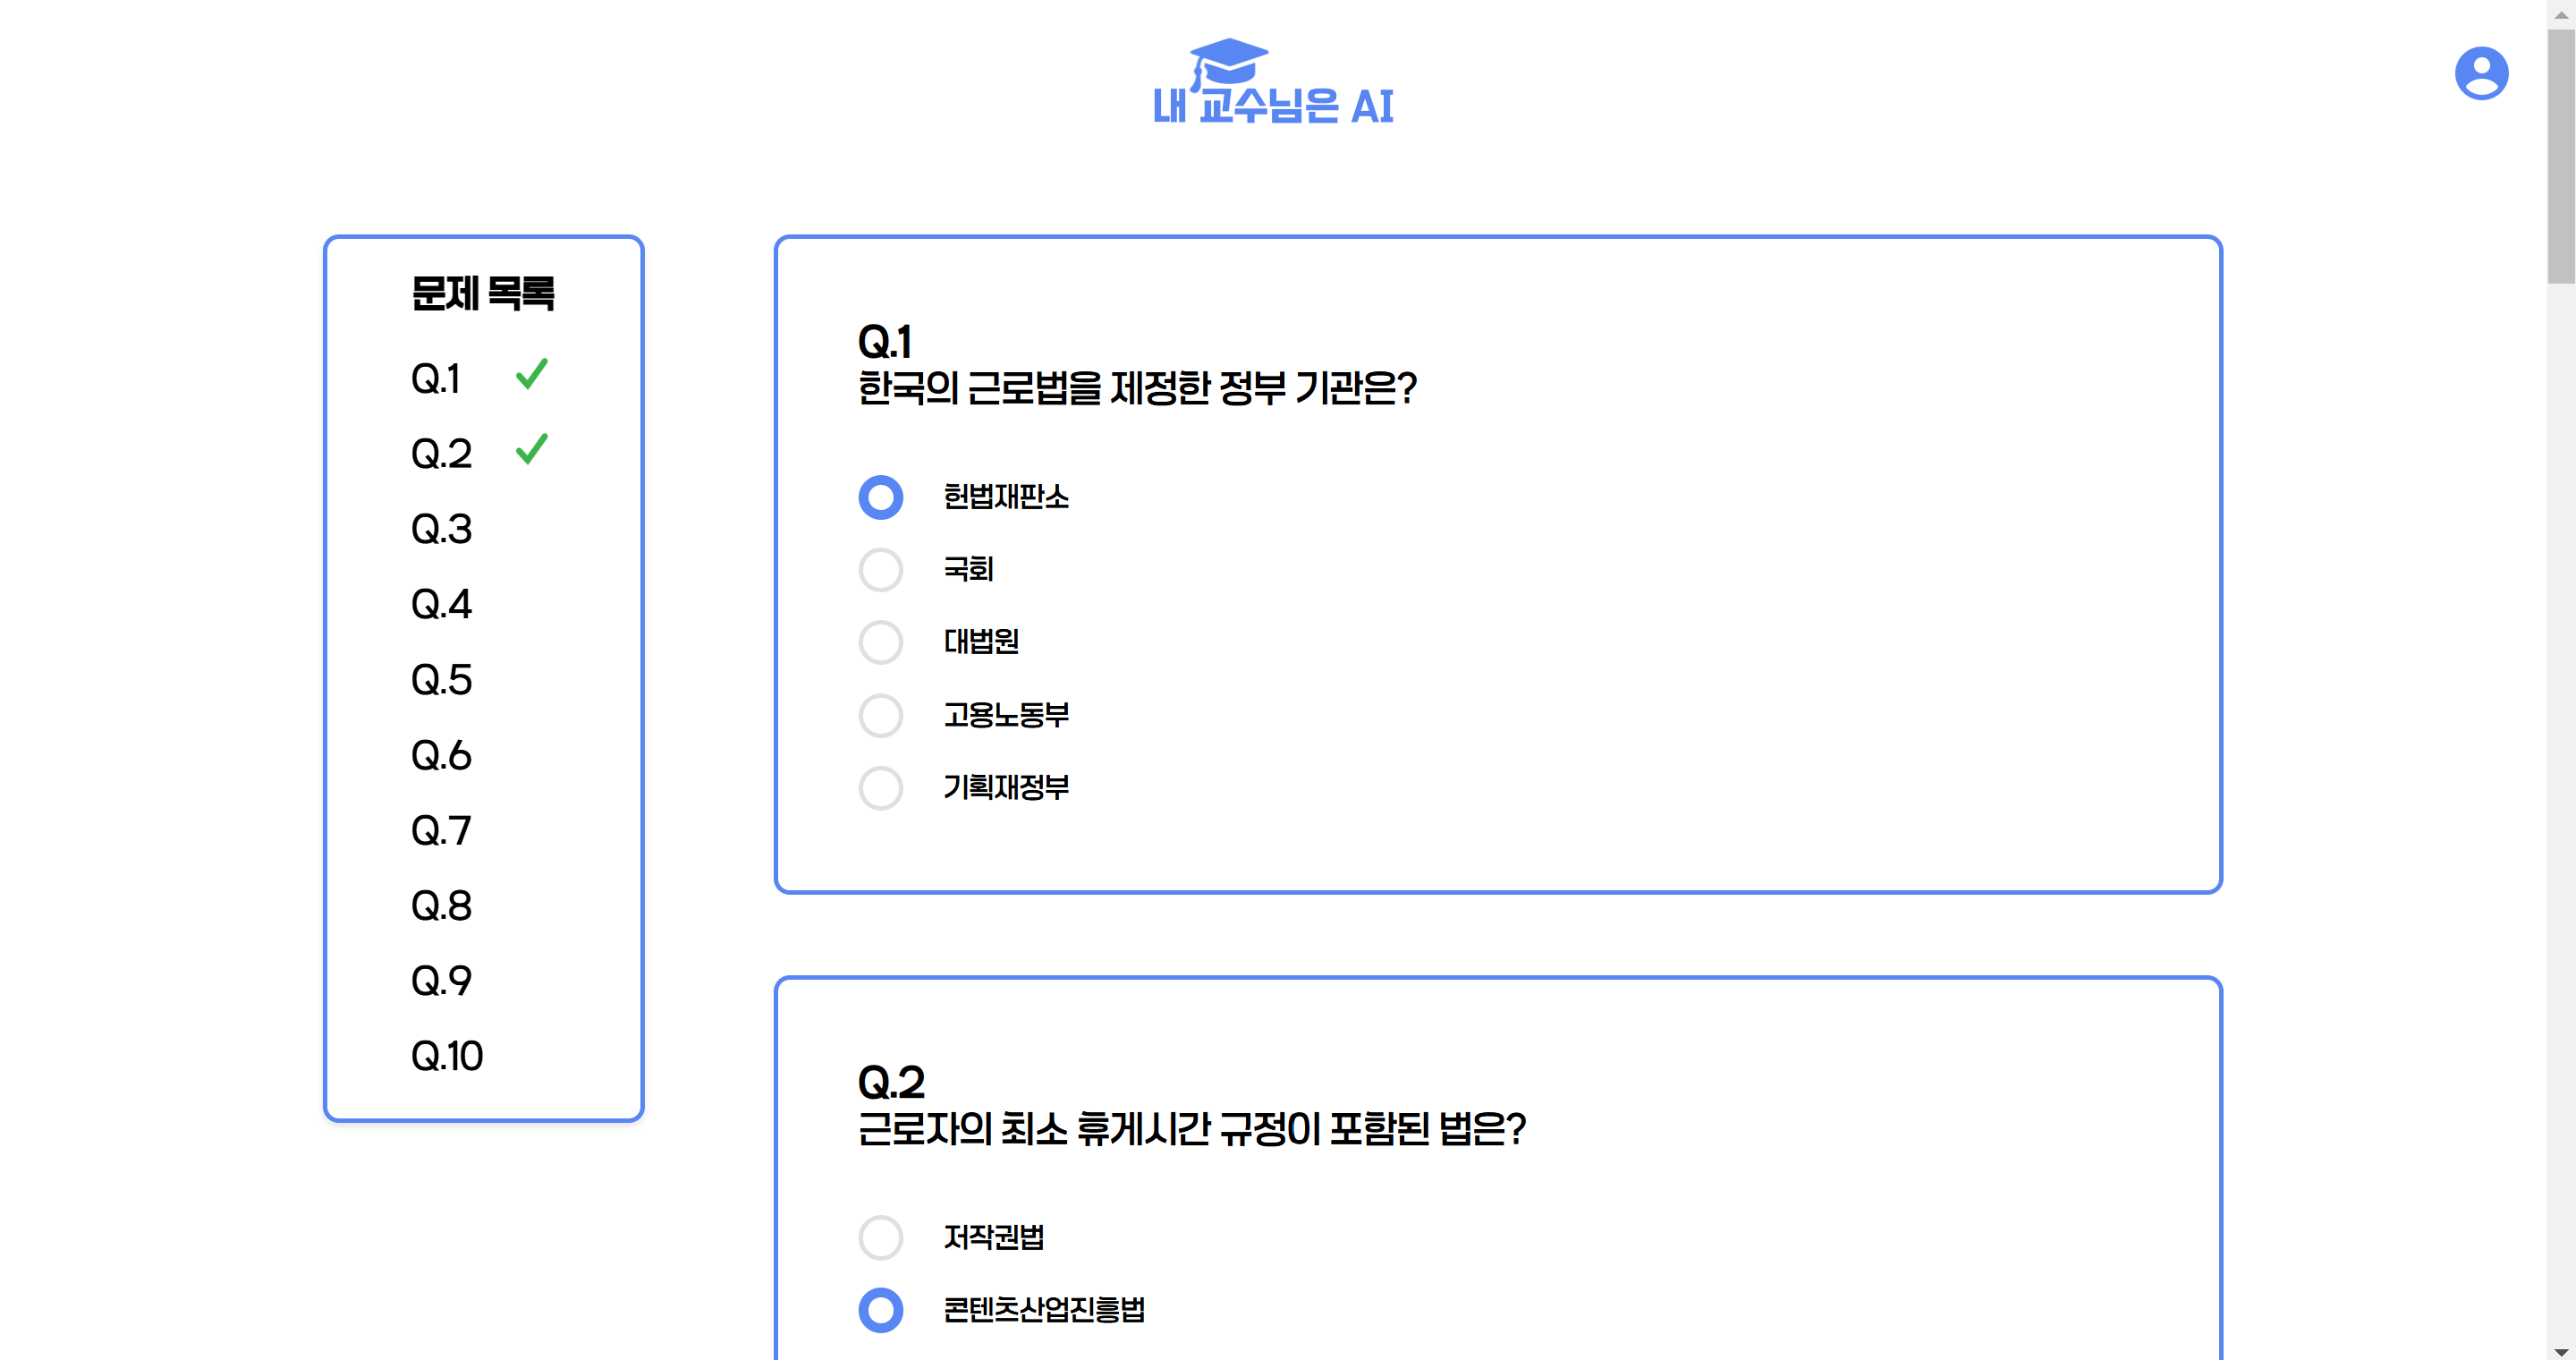 내 교수님은 AI
문제 목록
Q.1
Q.2
Q.3
Q.4
Q.5
Q.6
Q.7
Q.8
Q.9
Q.10
Q.1
한국의 근로법을 제정한 정부 기관은?
헌법재판소
국회
대법원
고용노동부
기획재정부
Q.2
근로자의 최소 휴게시간 규정이 포함된 법은?
저작권법
콘텐츠산업진흥법